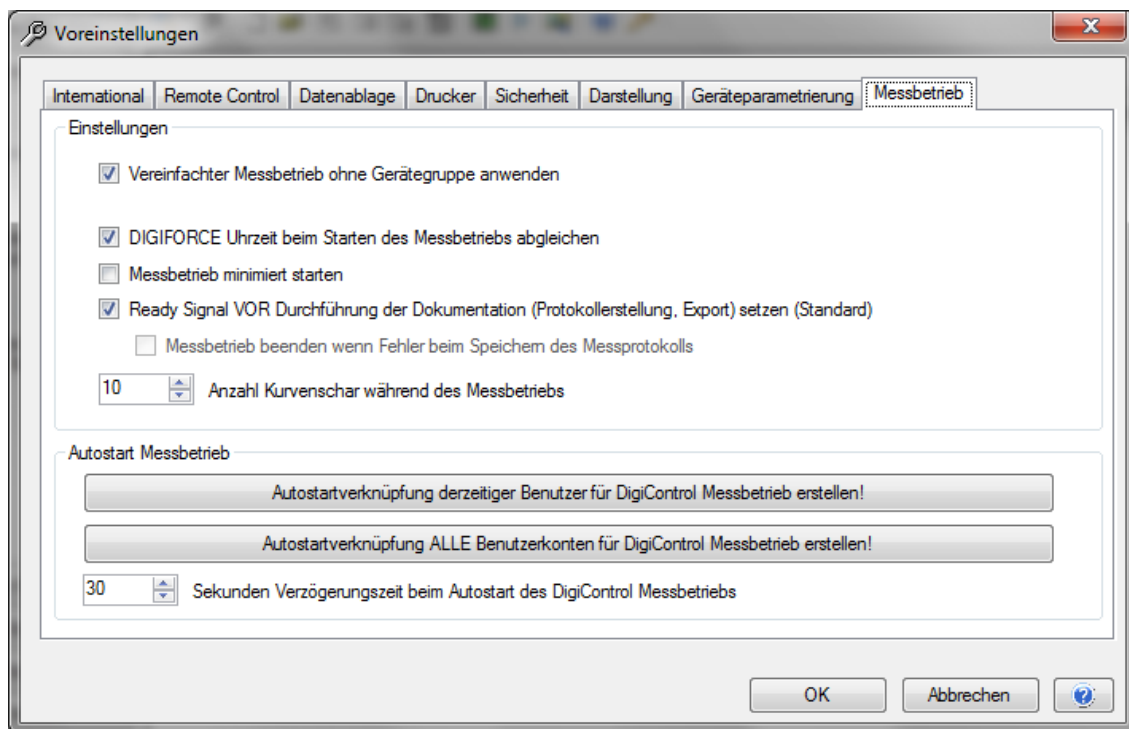 Voreinstellungen
International Remote Control Datenablage Drucker Sicherheit Darstellung Geräteparametrierung Messbetrieb
Einstellungen
Vereinfachter Messbetrieb ohne Gerätegruppe anwenden
DIGIFORCE Uhrzeit beim Starten des Messbetriebs abgleichen
Messbetrieb minimiert starten
Ready Signal VOR Durchführung der Dokumentation (Protokollerstellung, Export) setzen (Standard)
Messbetrieb beenden wenn Fehler beim Speichern des Messprotokolls
10 Anzahl Kurvenschar während des Messbetriebs
Autostart Messbetrieb
Autostartverknüpfung derzeitiger Benutzer für DigiControl Messbetrieb erstellen!
Autostartverknüpfung ALLE Benutzerkonten für DigiControl Messbetrieb erstellen!
30 Sekunden Verzögerungszeit beim Autostart des DigiControl Messbetriebs
OK Abbrechen ?